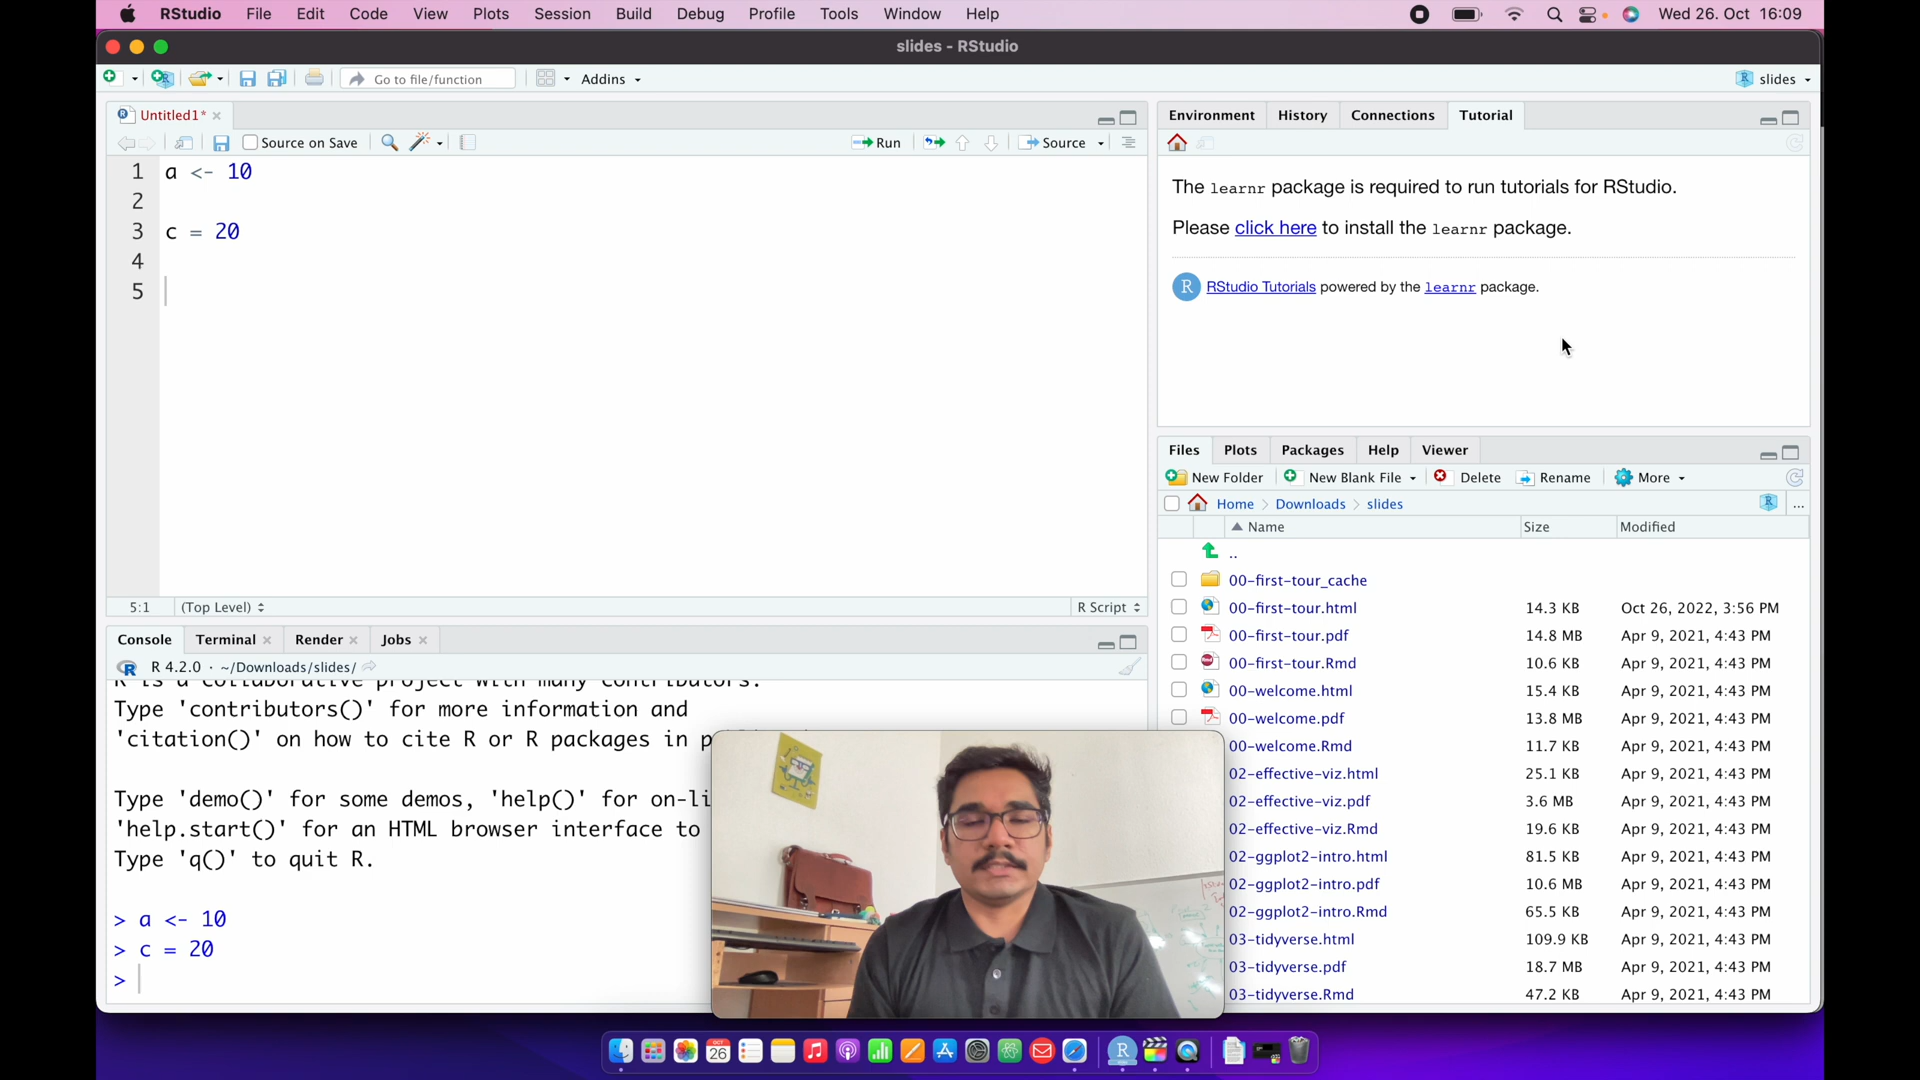 RStudio File Edit Code View Plots Session Build Debug Profile Tools Window Help Wed 26. Oct 16:09
slides - RStudio
Go to file/function Addins slides
Untitled1*
Source on Save Run Source
1 a <- 10
2
3 c = 20
4
5
5:1 (Top Level) R Script
Console Terminal Render Jobs
R 4.2.0 · ~/Downloads/slides/
R is a collaborative project with many contributors.
Type 'contributors()' for more information and
'citation()' on how to cite R or R packages in
Type 'demo()' for some demos, 'help()' for
'help.start()' for an HTML browser interface to
Type 'q()' to quit R.
> a <- 10
> c = 20
>
Environment History Connections Tutorial
The learnr package is required to run tutorials for RStudio.
Please click here to install the learnr package.
R RStudio Tutorials powered by the learnr package.
Files Plots Packages Help Viewer
New Folder New Blank File Delete Rename More
Home Downloads slides ...
Name Size Modified
..
00-first-tour_cache
00-first-tour.html 14.3 KB Oct 26, 2022, 3:56 PM
00-first-tour.pdf 14.8 MB Apr 9, 2021, 4:43 PM
00-first-tour.Rmd 10.6 KB Apr 9, 2021, 4:43 PM
00-welcome.html 15.4 KB Apr 9, 2021, 4:43 PM
00-welcome.pdf 13.8 MB Apr 9, 2021, 4:43 PM
00-welcome.Rmd 11.7 KB Apr 9, 2021, 4:43 PM
02-effective-viz.html 25.1 KB Apr 9, 2021, 4:43 PM
02-effective-viz.pdf 3.6 MB Apr 9, 2021, 4:43 PM
02-effective-viz.Rmd 19.6 KB Apr 9, 2021, 4:43 PM
02-ggplot2-intro.html 81.5 KB Apr 9, 2021, 4:43 PM
02-ggplot2-intro.pdf 10.6 MB Apr 9, 2021, 4:43 PM
02-ggplot2-intro.Rmd 65.5 KB Apr 9, 2021, 4:43 PM
03-tidyverse.html 109.9 KB Apr 9, 2021, 4:43 PM
03-tidyverse.pdf 18.7 MB Apr 9, 2021, 4:43 PM
03-tidyverse.Rmd 47.2 KB Apr 9, 2021, 4:43 PM
OCT
26
R